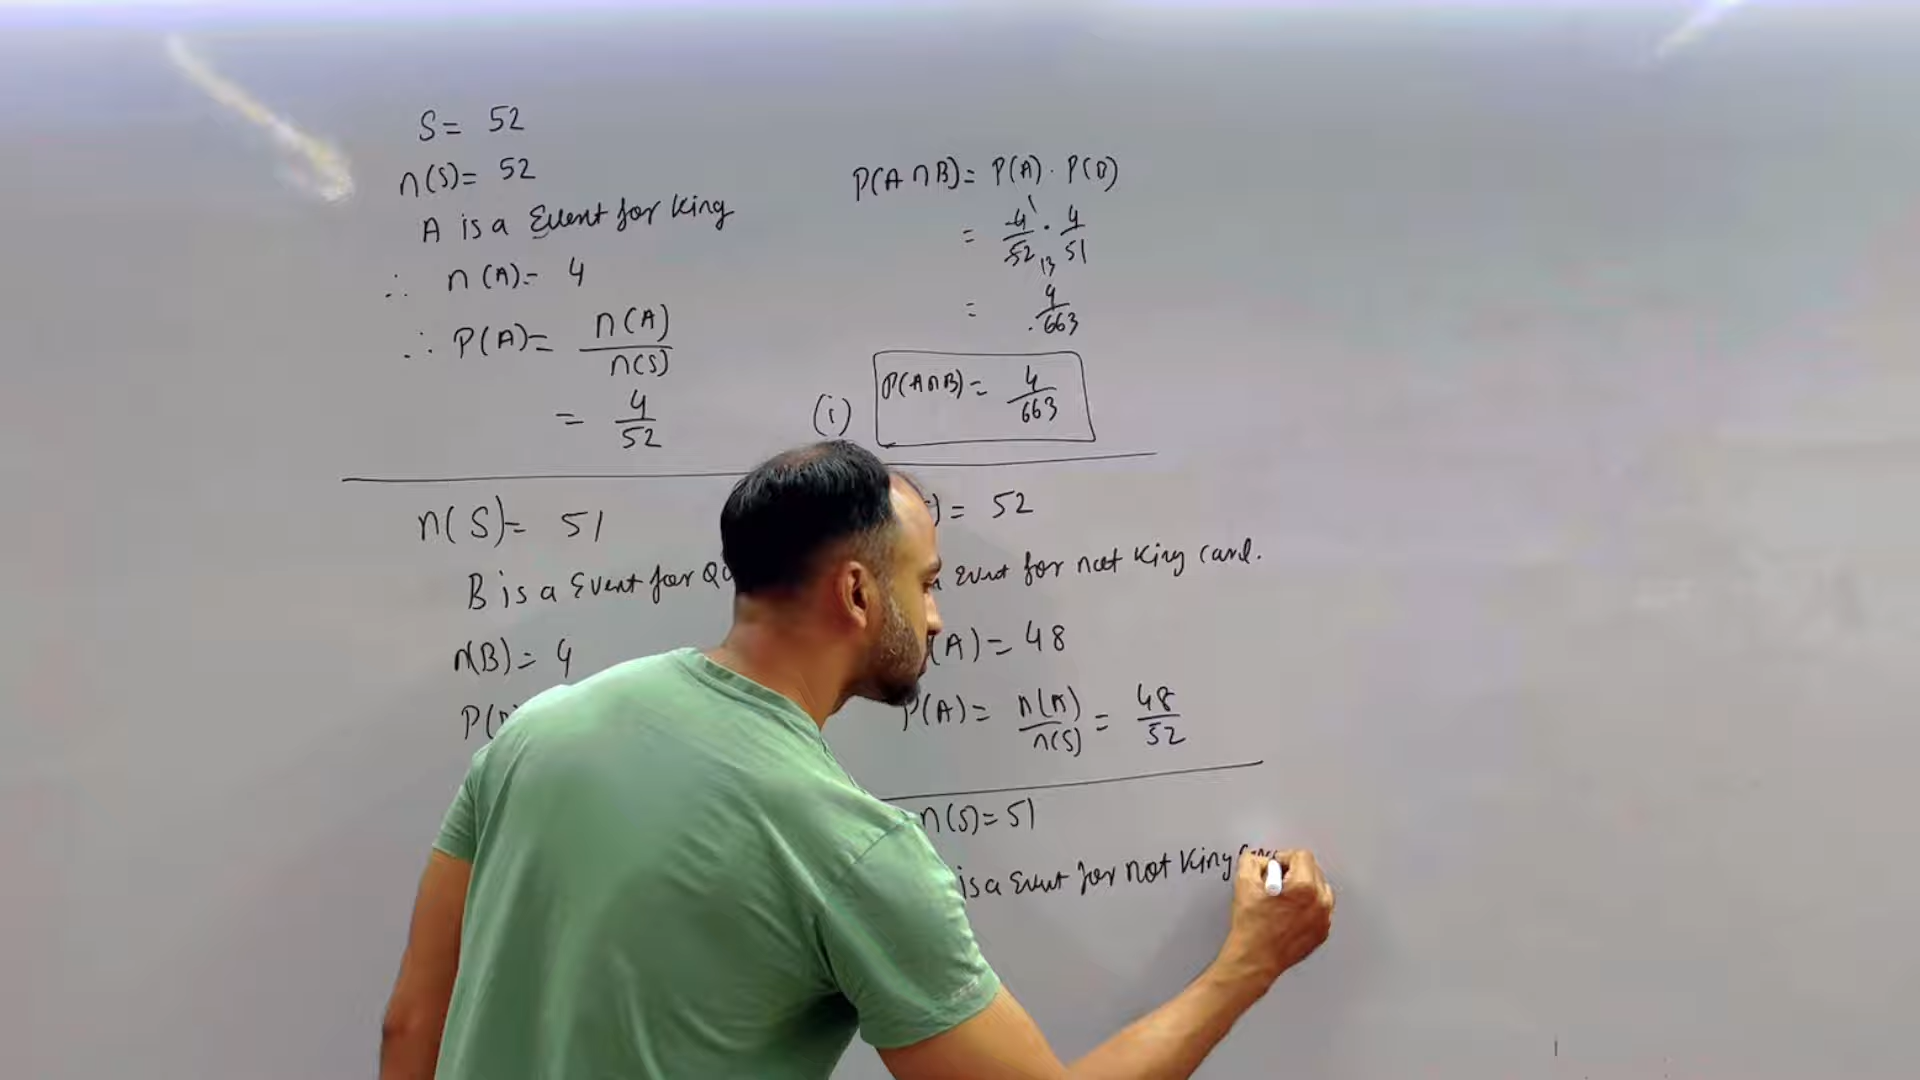 S = 52
n(S) = 52
A is a Event for King
∴ n(A) = 4
∴ P(A) = n(A)/n(S)
= 4/52
n(S) = 51
B is a Event for
n(B) = 4
P(
P(A∩B) = P(A) · P(B)
= 4/52 · 4/51
1
13
= 4/663
(i) P(A∩B) = 4/663
) = 52
Event for not King Card.
(A) = 48
P(A) = n(A)/n(S) = 48/52
n(S) = 51
is a Event for not King